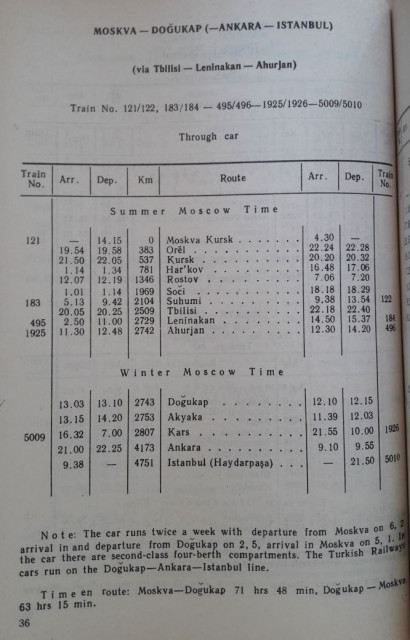 MOSKVA — DOĞUKAP (—ANKARA — ISTANBUL)
(via Tbilisi — Leninakan — Ahurjan)
Train No. 121/122, 183/184 — 495/496—1925/1926—5009/5010
Through car
Train No. Arr. Dep. Km Route Arr. Dep. Train No.
Summer Moscow Time
121 — 14.15 0 Moskva Kursk . . . . . . . 4.30 —
19.54 19.58 383 Orël . . . . . . . . . . 22.24 22.28
21.50 22.05 537 Kursk . . . . . . . . . . 20.20 20.32
1.14 1.34 781 Har'kov . . . . . . . . . 16.48 17.06
12.07 12.19 1346 Rostov . . . . . . . . . 7.06 7.20
1.01 1.14 1969 Soči . . . . . . . . . . 18.18 18.29
183 5.13 9.42 2104 Suhumi . . . . . . . . . 9.38 13.54 122
20.05 20.25 2509 Tbilisi . . . . . . . . . 22.18 22.40
495 2.50 11.00 2729 Leninakan . . . . . . . . 14.50 15.37 184
1925 11.30 12.48 2742 Ahurjan . . . . . . . . . 12.30 14.20 496
Winter Moscow Time
13.03 13.10 2743 Doğukap . . . . . . . . 12.10 12.15
13.15 14.20 2753 Akyaka . . . . . . . . . 11.39 12.03
5009 16.32 7.00 2807 Kars . . . . . . . . . . 21.55 10.00 1926
21.00 22.25 4173 Ankara . . . . . . . . . 9.10 9.55
9.38 — 4751 Istanbul (Haydarpaşa) . . . — 21.50 5010
Note: The car runs twice a week with departure from Moskva on 6, 2
arrival in and departure from Doğukap on 2, 5, arrival in Moskva on 5, 1. In
the car there are second-class four-berth compartments. The Turkish Railways
cars run on the Doğukap—Ankara—Istanbul line.
Time en route: Moskva—Doğukap 71 hrs 48 min, Doğukap — Moskva
63 hrs 15 min.
36